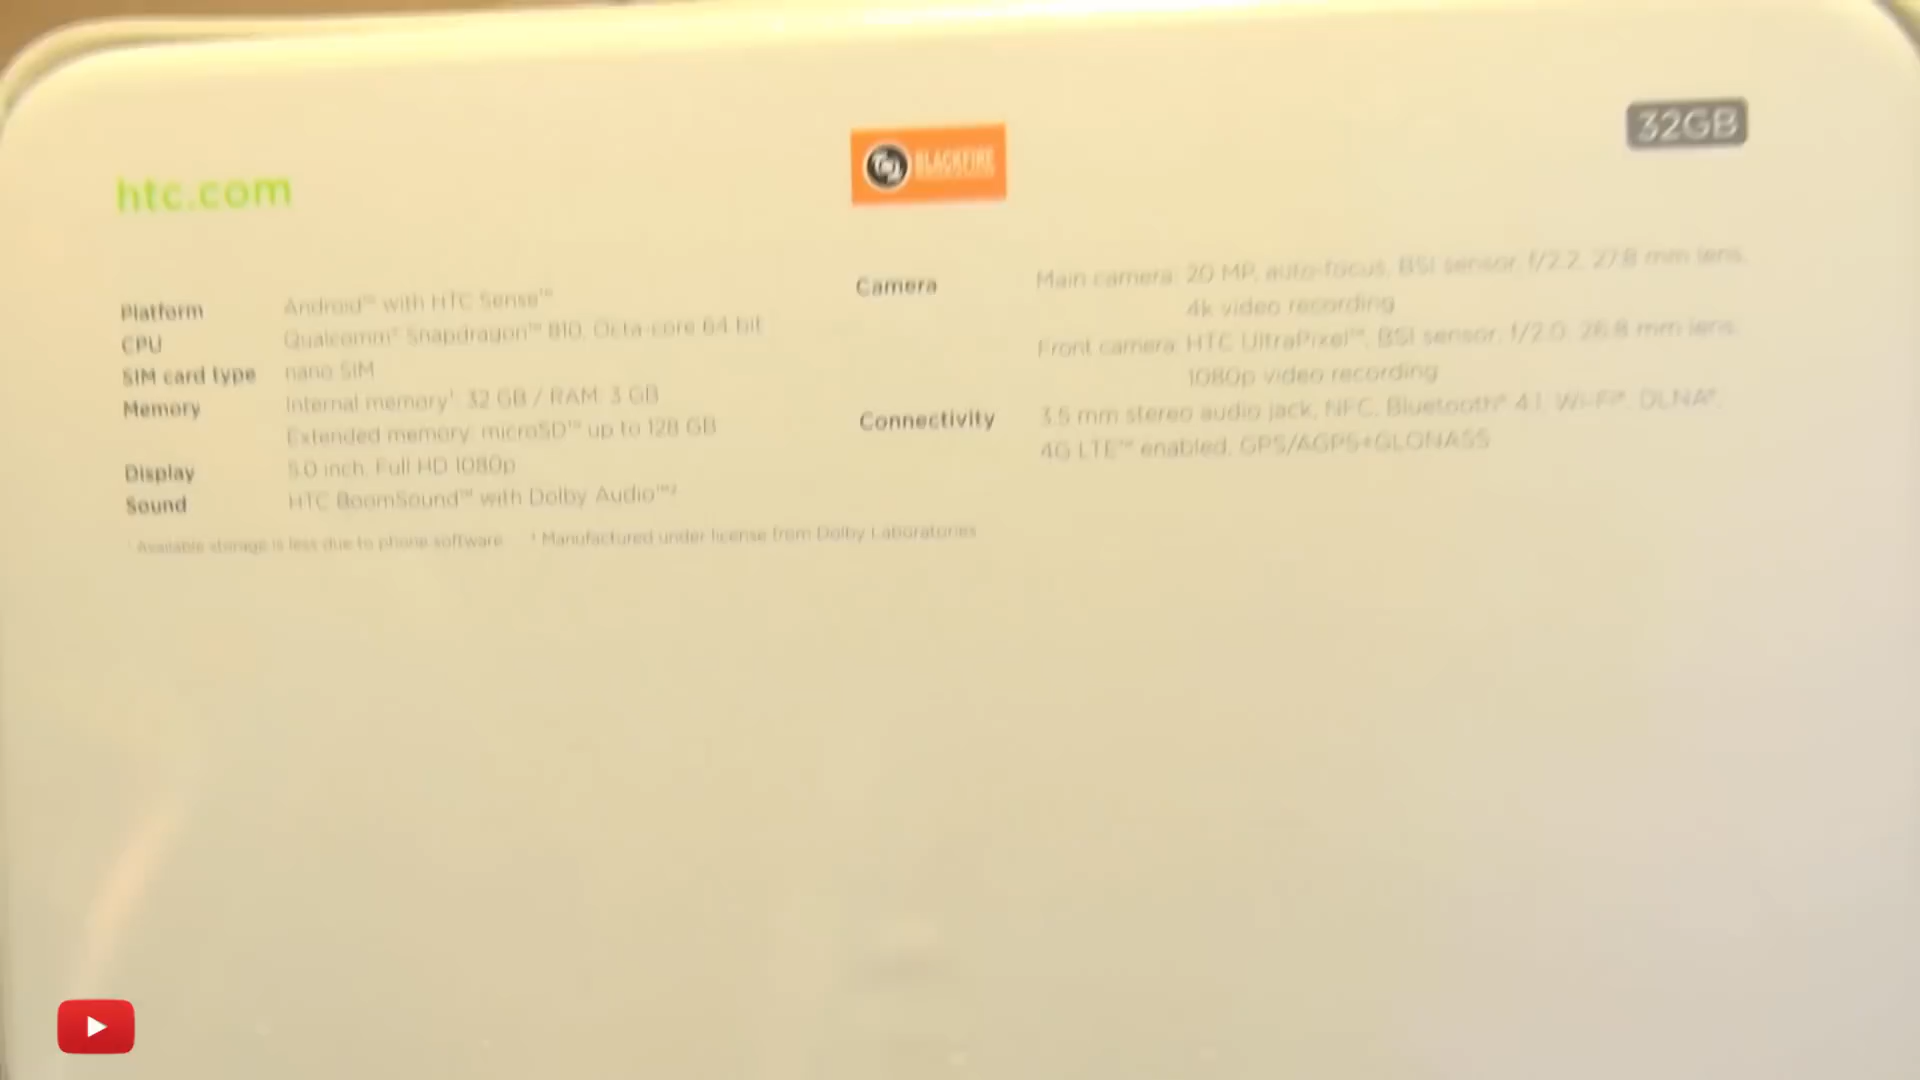 32GB
BLACKFIRE
htc.com
Platform Android™ with HTC Sense™
CPU Qualcomm® Snapdragon™ 810, Octa-core 64 bit
SIM card type nano SIM
Memory Internal memory¹: 32 GB / RAM: 3 GB
Extended memory: microSD™ up to 128 GB
Display 5.0 inch, Full HD 1080p
Sound HTC BoomSound™ with Dolby Audio™²
¹ Available storage is less due to phone software ² Manufactured under license from Dolby Laboratories
Camera Main camera: 20 MP, auto-focus, BSI sensor, f/2.2, 27.8 mm lens,
4k video recording
Front camera: HTC UltraPixel™, BSI sensor, f/2.0, 26.8 mm lens,
1080p video recording
Connectivity 3.5 mm stereo audio jack, NFC, Bluetooth® 4.1, Wi-Fi®, DLNA®,
4G LTE™ enabled, GPS/AGPS+GLONASS